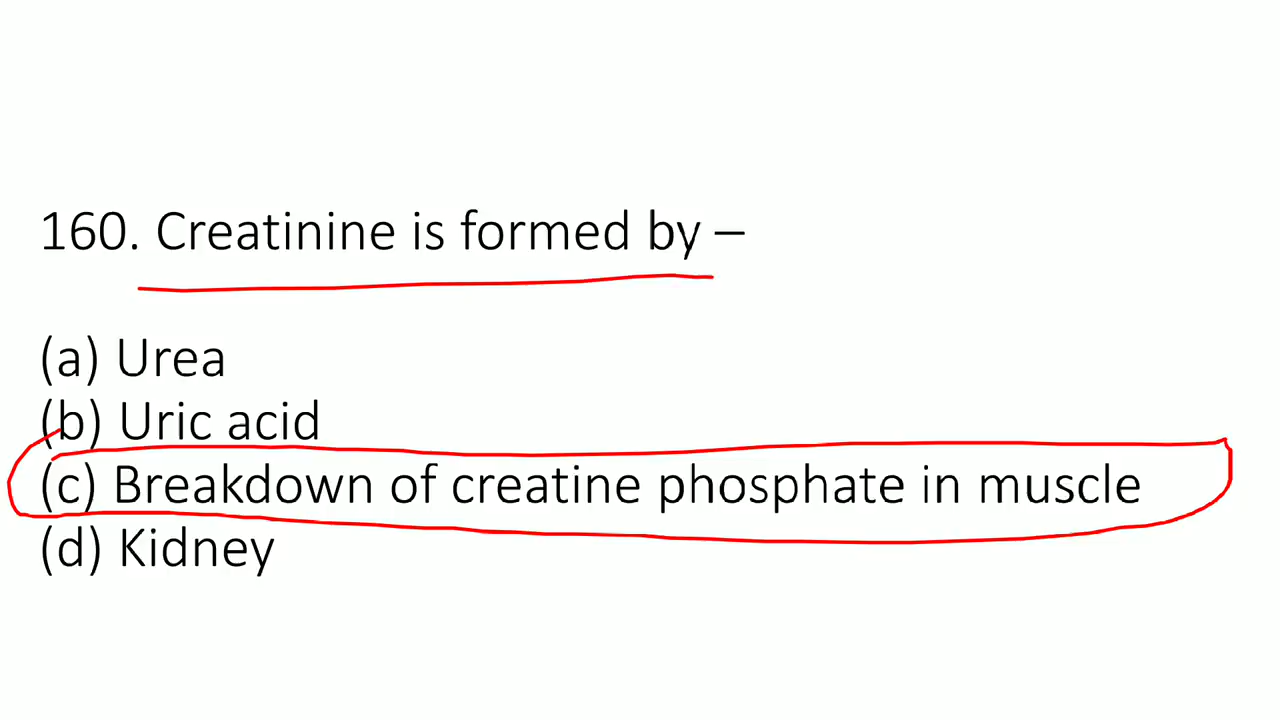 160. Creatinine is formed by –
(a) Urea
(b) Uric acid
(c) Breakdown of creatine phosphate in muscle
(d) Kidney